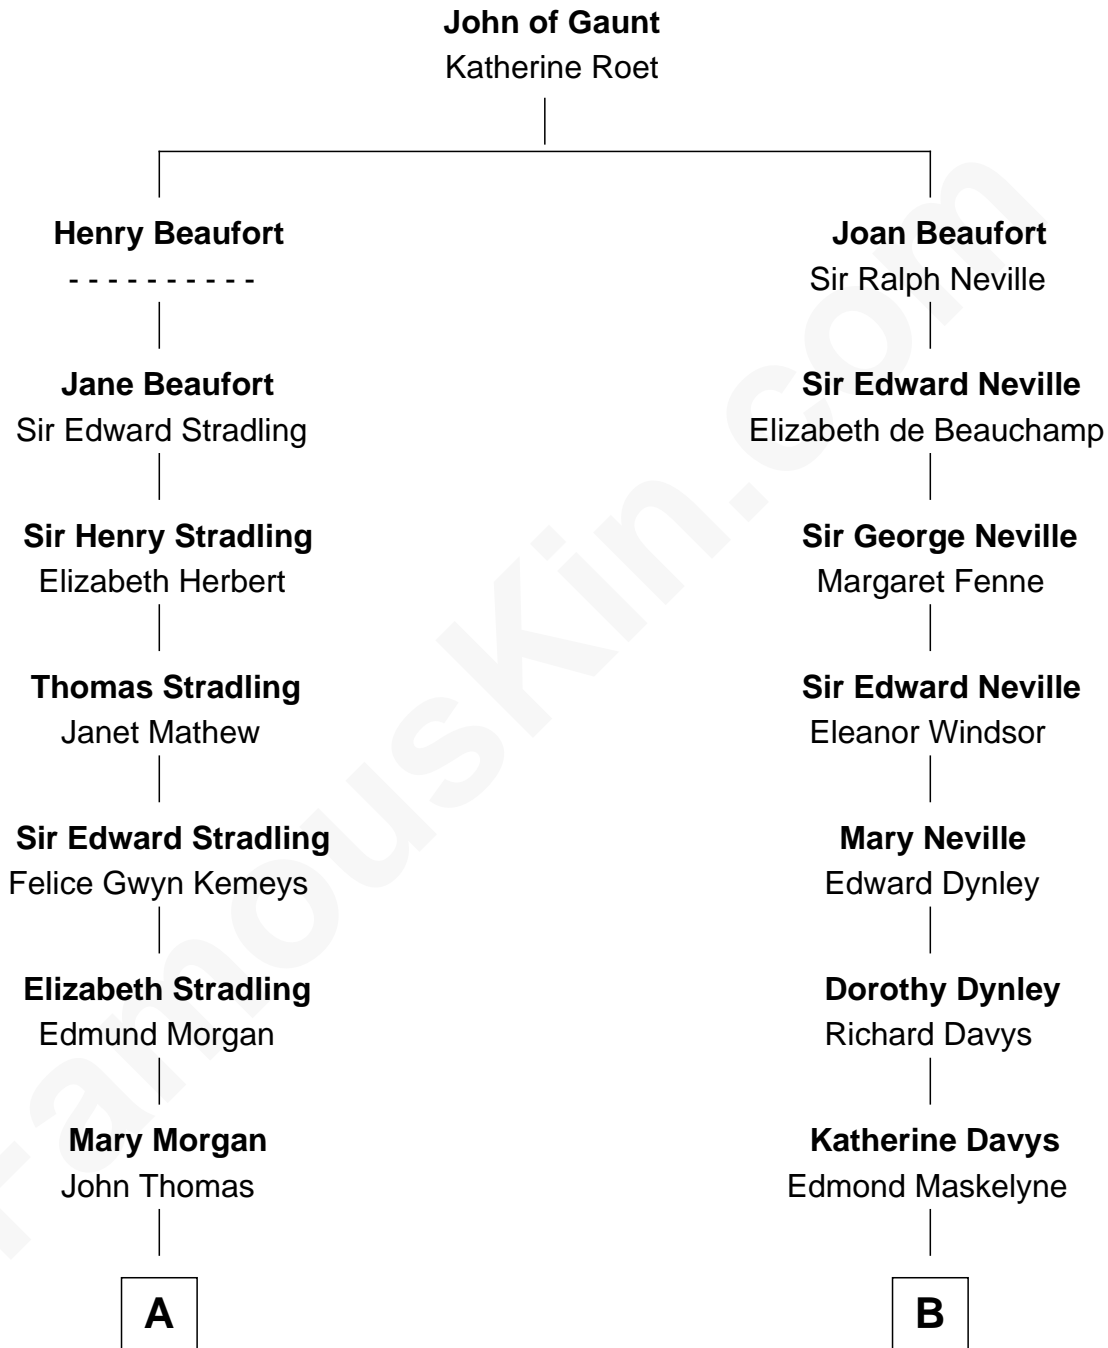 John of Gaunt
Katherine Roet
Henry Beaufort
- - - - - - - - - -
Jane Beaufort
Sir Edward Stradling
Sir Henry Stradling
Elizabeth Herbert
Thomas Stradling
Janet Mathew
Sir Edward Stradling
Felice Gwyn Kemeys
Elizabeth Stradling
Edmund Morgan
Mary Morgan
John Thomas
A
Joan Beaufort
Sir Ralph Neville
Sir Edward Neville
Elizabeth de Beauchamp
Sir George Neville
Margaret Fenne
Sir Edward Neville
Eleanor Windsor
Mary Neville
Edward Dynley
Dorothy Dynley
Richard Davys
Katherine Davys
Edmond Maskelyne
B
FamousKin.com